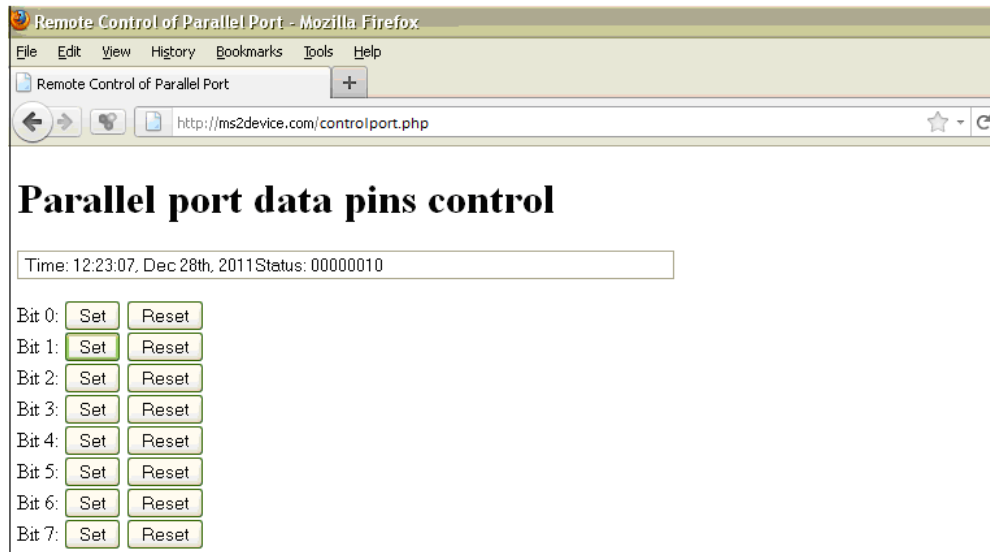 Remote Control of Parallel Port - Mozilla Firefox
File Edit View History Bookmarks Tools Help
Remote Control of Parallel Port +
http://ms2device.com/controlport.php
Parallel port data pins control
Time: 12:23:07, Dec 28th, 2011Status: 00000010
Bit 0: Set Reset
Bit 1: Set Reset
Bit 2: Set Reset
Bit 3: Set Reset
Bit 4: Set Reset
Bit 5: Set Reset
Bit 6: Set Reset
Bit 7: Set Reset